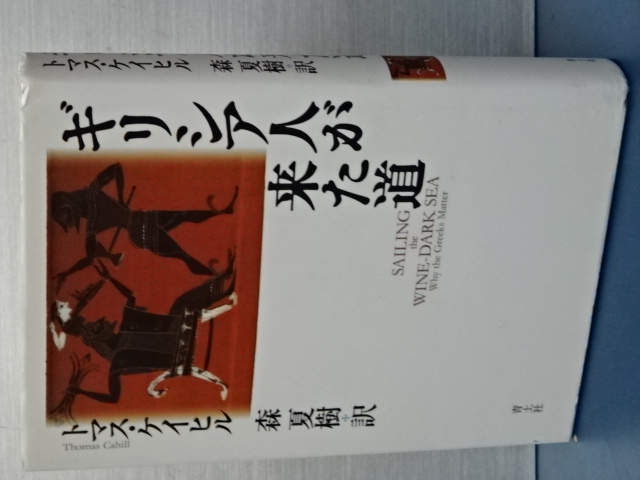 ギリシア人が
来た道
SAILING
the
WINE-DARK SEA
Why the Greeks Matter
トマス・ケイヒル
Thomas Cahill
森 夏樹 訳
青土社
トマス・ケイヒル
森 夏樹 訳